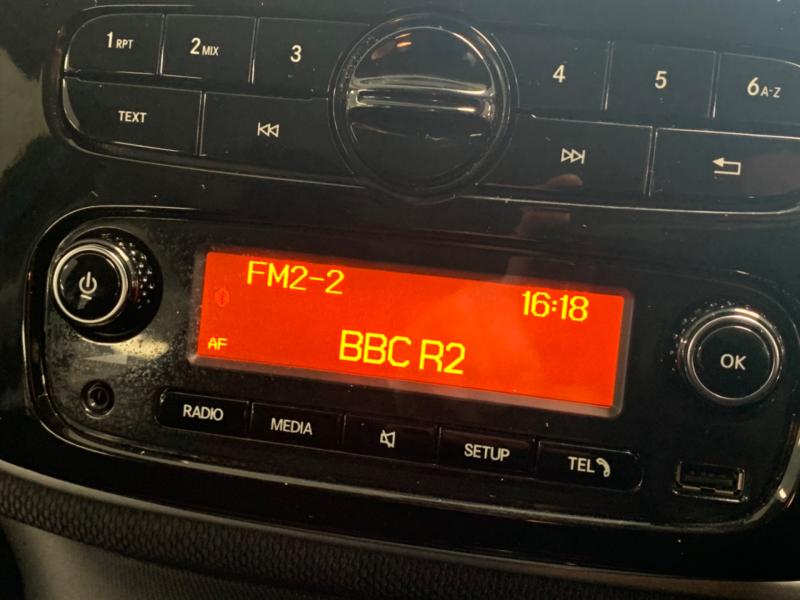 1 RPT
2 MIX
3
4
5
6 A-Z
TEXT
FM2-2
16:18
AF
BBC R2
OK
RADIO
MEDIA
SETUP
TEL